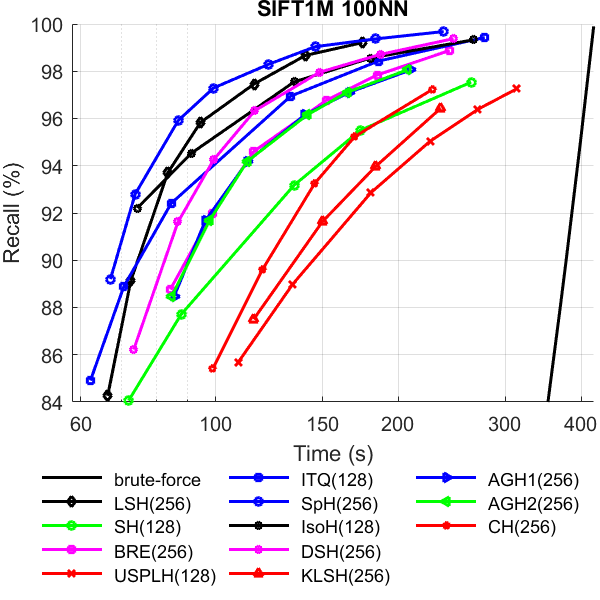 SIFT1M 100NN
Recall (%)
100
98
96
94
92
90
88
86
84
60 100 150 200 300 400
Time (s)
brute-force ITQ(128) AGH1(256)
LSH(256) SpH(256) AGH2(256)
SH(128) IsoH(128) CH(256)
BRE(256) DSH(256)
USPLH(128) KLSH(256)